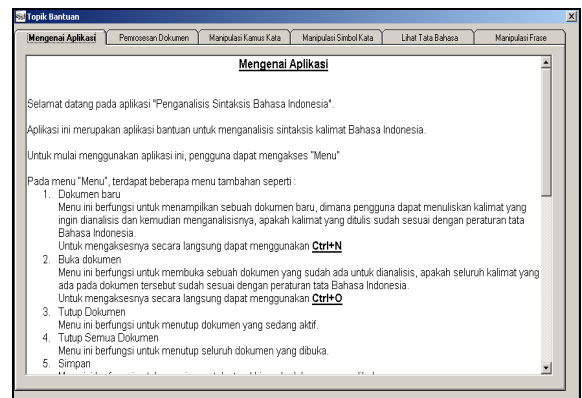 Topik Bantuan
Mengenai Aplikasi Pemrosesan Dokumen Manipulasi Kamus Kata Manipulasi Simbol Kata Lihat Tata Bahasa Manipulasi Frase
Mengenai Aplikasi
Selamat datang pada aplikasi "Penganalisis Sintaksis Bahasa Indonesia".
Aplikasi ini merupakan aplikasi bantuan untuk menganalisis sintaksis kalimat Bahasa Indonesia.
Untuk mulai menggunakan aplikasi ini, pengguna dapat mengakses "Menu"
Pada menu "Menu", terdapat beberapa menu tambahan seperti :
1. Dokumen baru
Menu ini berfungsi untuk menampilkan sebuah dokumen baru, dimana pengguna dapat menuliskan kalimat yang
ingin dianalisis dan kemudian menganalisisnya, apakah kalimat yang ditulis sudah sesuai dengan peraturan tata
Bahasa Indonesia.
Untuk mengaksesnya secara langsung dapat menggunakan Ctrl+N
2. Buka dokumen
Menu ini berfungsi untuk membuka sebuah dokumen yang sudah ada untuk dianalisis, apakah seluruh kalimat yang
ada pada dokumen tersebut sudah sesuai dengan peraturan tata Bahasa Indonesia.
Untuk mengaksesnya secara langsung dapat menggunakan Ctrl+O
3. Tutup Dokumen
Menu ini berfungsi untuk menutup dokumen yang sedang aktif.
4. Tutup Semua Dokumen
Menu ini berfungsi untuk menutup seluruh dokumen yang dibuka.
5. Simpan